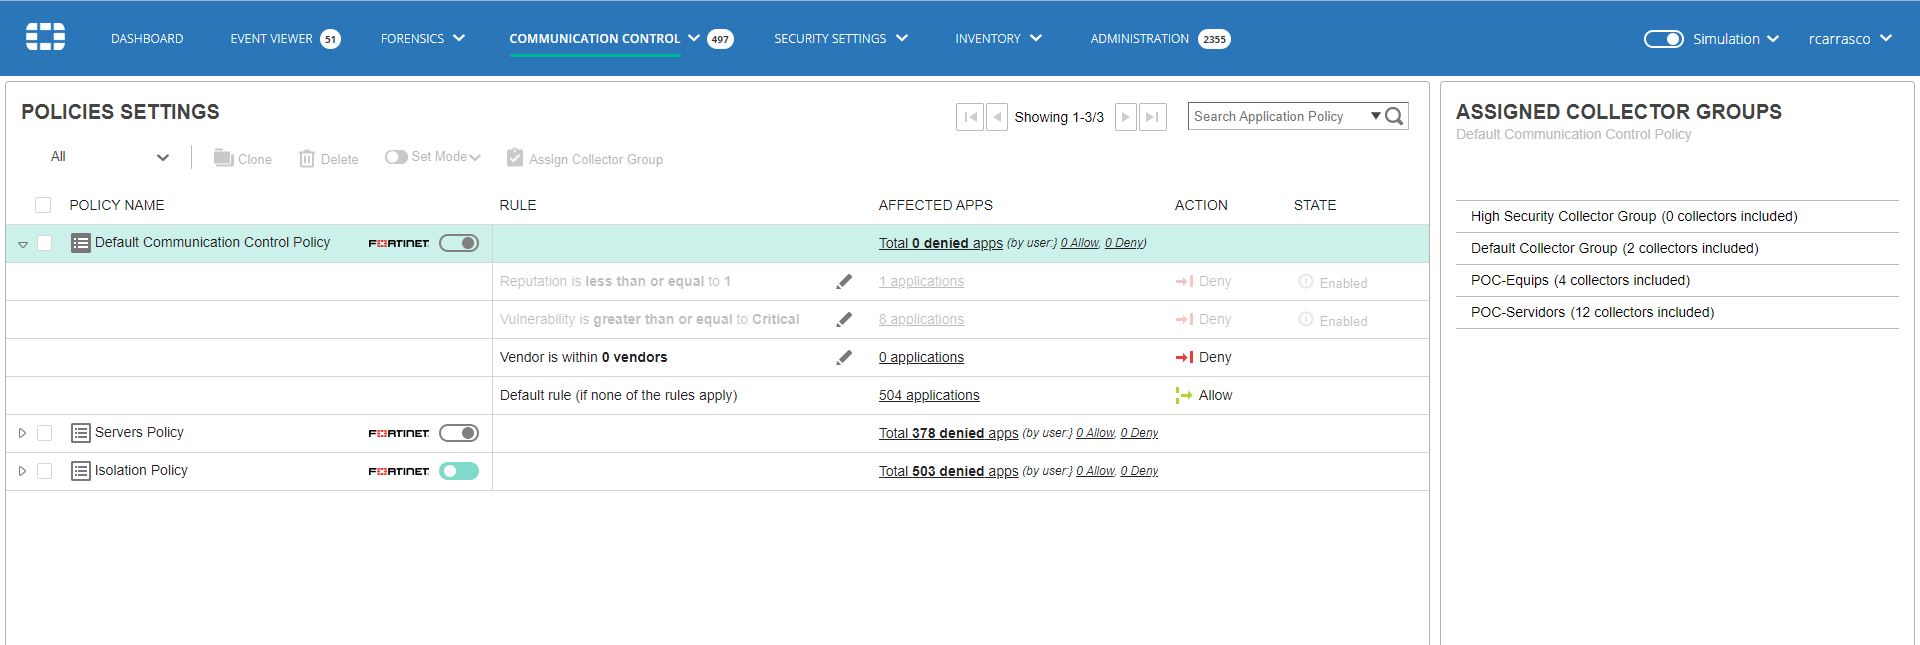 DASHBOARD EVENT VIEWER 51 FORENSICS COMMUNICATION CONTROL 497 SECURITY SETTINGS INVENTORY ADMINISTRATION 2355 Simulation rcarrasco
POLICIES SETTINGS
Showing 1-3/3
Search Application Policy
All Clone Delete Set Mode Assign Collector Group
POLICY NAME RULE AFFECTED APPS ACTION STATE
Default Communication Control Policy FORTINET Total 0 denied apps (by user:} 0 Allow, 0 Deny)
Reputation is less than or equal to 1 1 applications Deny Enabled
Vulnerability is greater than or equal to Critical 8 applications Deny Enabled
Vendor is within 0 vendors 0 applications Deny
Default rule (if none of the rules apply) 504 applications Allow
Servers Policy FORTINET Total 378 denied apps (by user:} 0 Allow, 0 Deny
Isolation Policy FORTINET Total 503 denied apps (by user:} 0 Allow, 0 Deny
ASSIGNED COLLECTOR GROUPS
Default Communication Control Policy
High Security Collector Group (0 collectors included)
Default Collector Group (2 collectors included)
POC-Equips (4 collectors included)
POC-Servidors (12 collectors included)